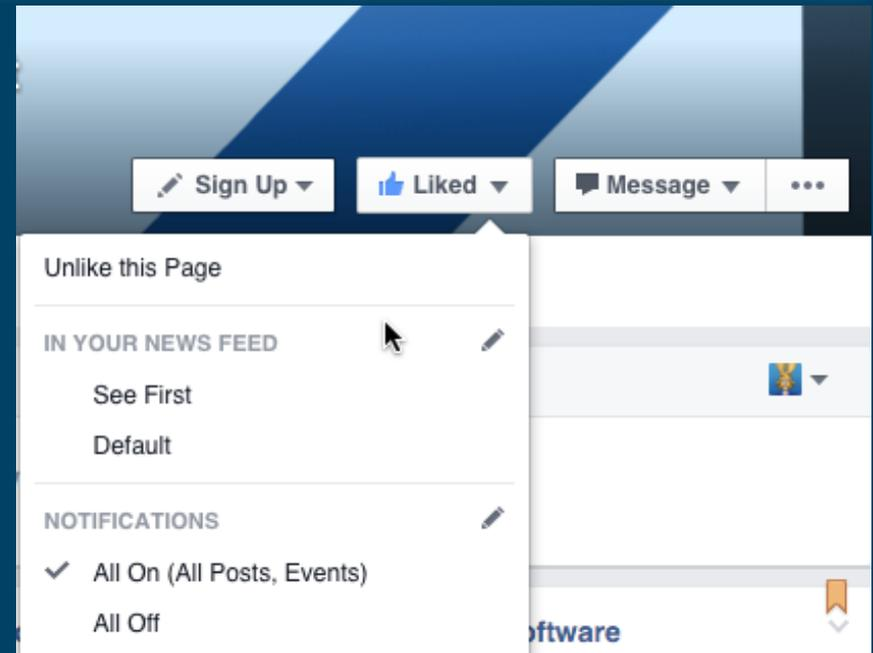 Sign Up
Liked
Message
Unlike this Page
IN YOUR NEWS FEED
See First
Default
NOTIFICATIONS
All On (All Posts, Events)
All Off
oftware